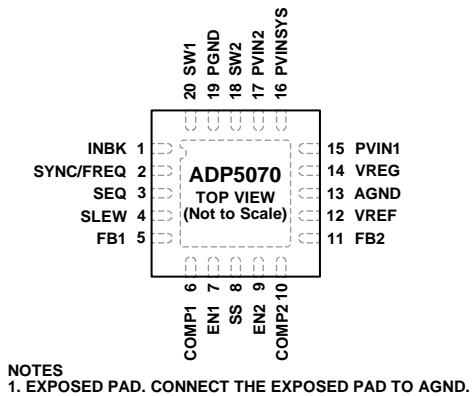 20 SW1
19 PGND
18 SW2
17 PVIN2
16 PVINSYS
INBK 1
SYNC/FREQ 2
SEQ 3
SLEW 4
FB1 5
ADP5070
TOP VIEW
(Not to Scale)
15 PVIN1
14 VREG
13 AGND
12 VREF
11 FB2
COMP1 6
EN1 7
SS 8
EN2 9
COMP2 10
NOTES
1. EXPOSED PAD. CONNECT THE EXPOSED PAD TO AGND.